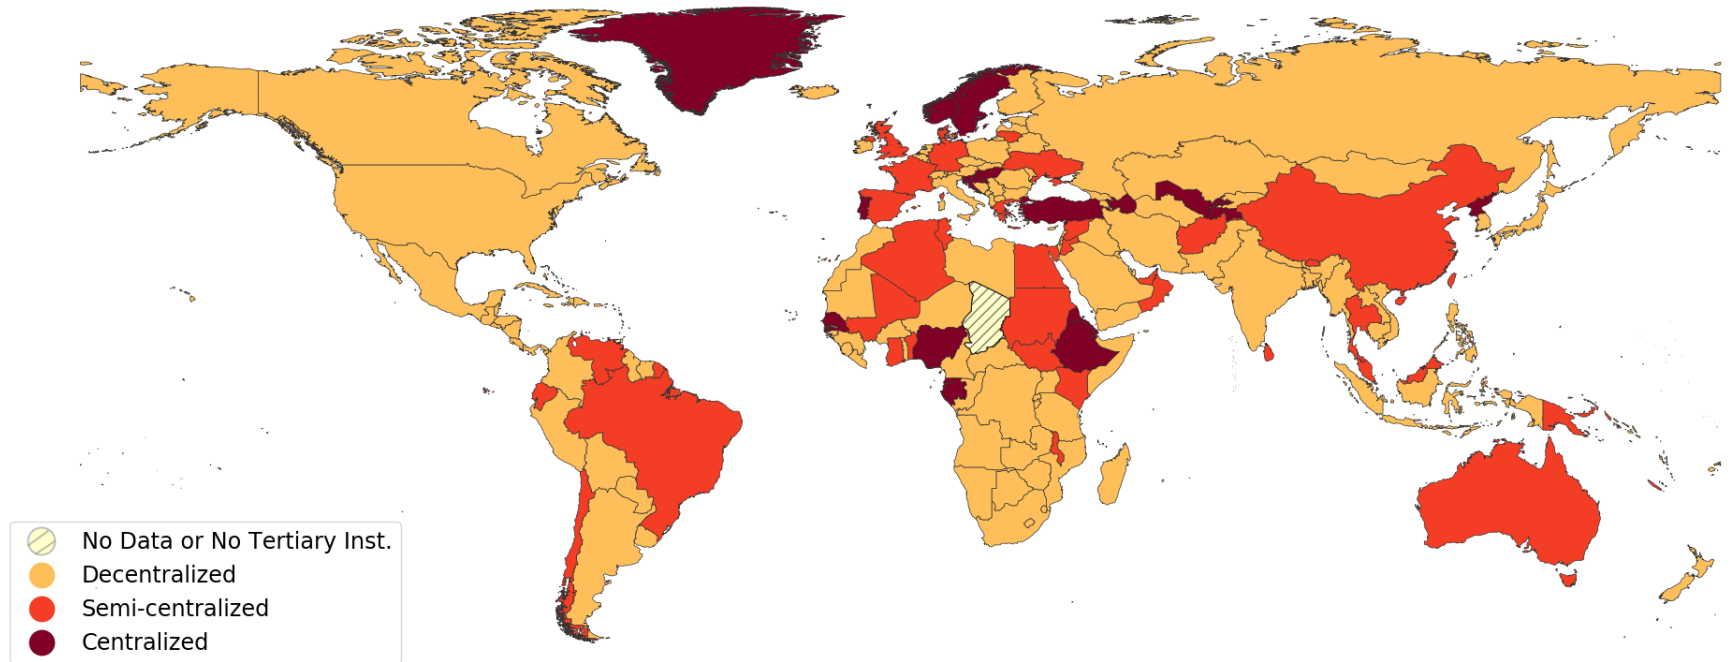 No Data or No Tertiary Inst.
Decentralized
Semi-centralized
Centralized